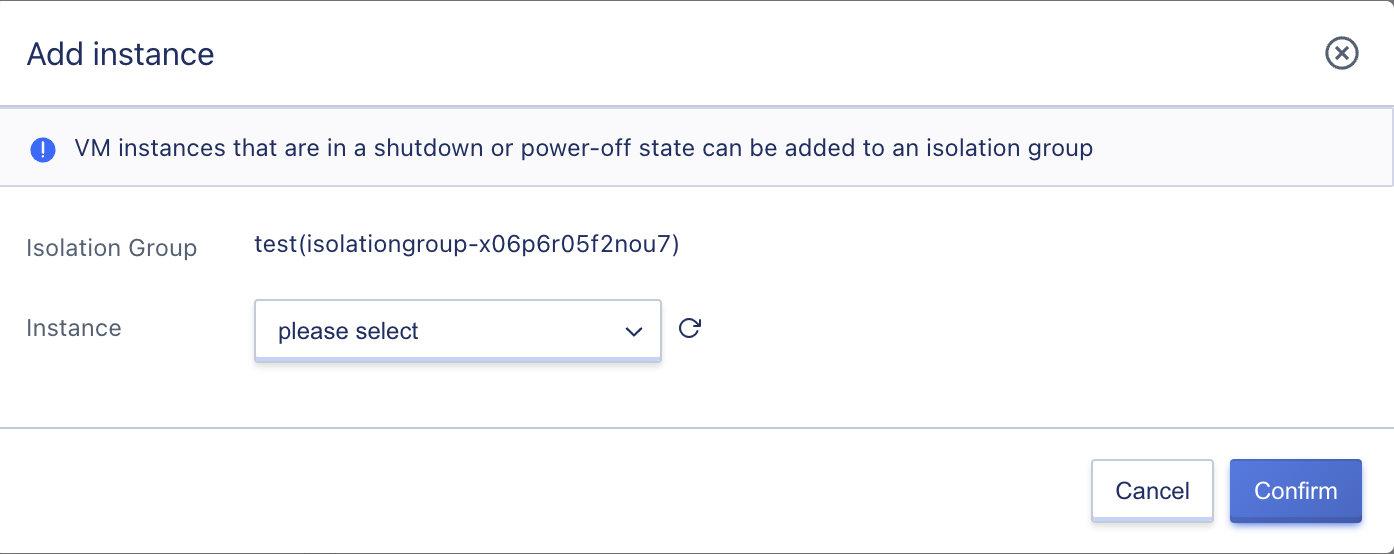 Add instance
VM instances that are in a shutdown or power-off state can be added to an isolation group
Isolation Group
test(isolationgroup-x06p6r05f2nou7)
Instance
please select
Cancel
Confirm